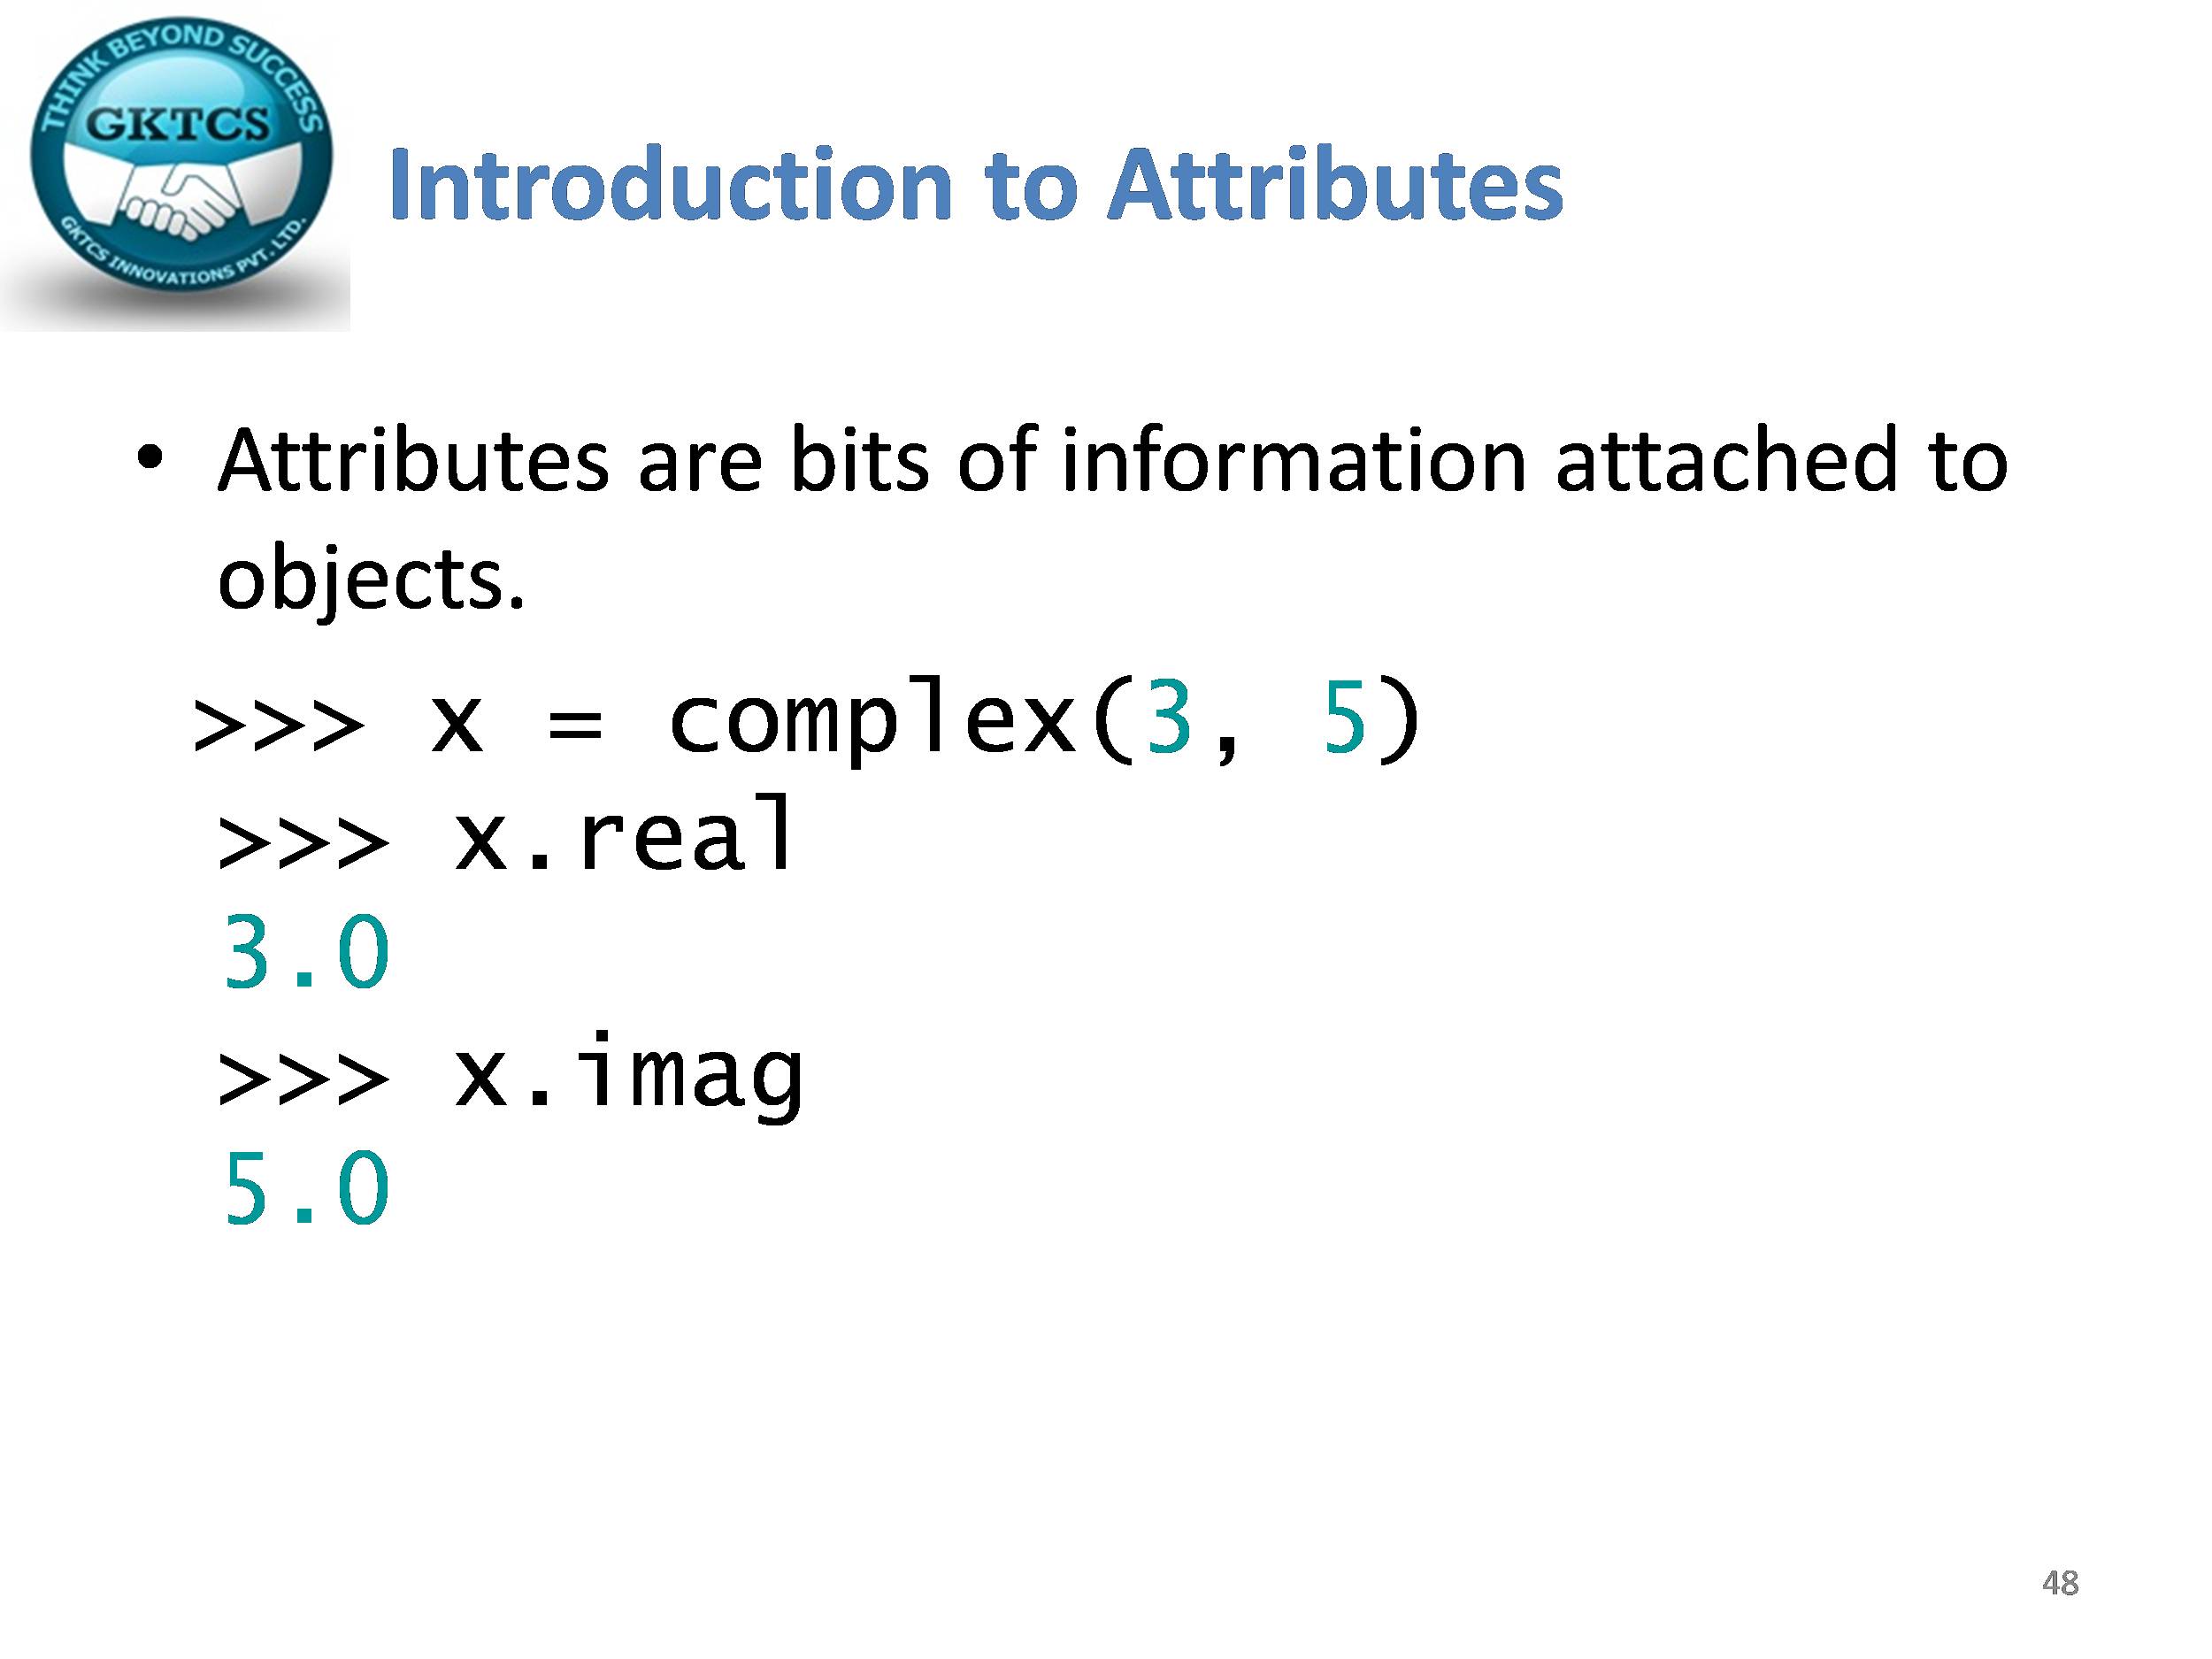 THINK BEYOND SUCCESS
GKTCS
GKTCS INNOVATIONS PVT. LTD.
Introduction to Attributes
• Attributes are bits of information attached to
objects.
>>> x = complex(3, 5)
>>> x.real
3.0
>>> x.imag
5.0
48